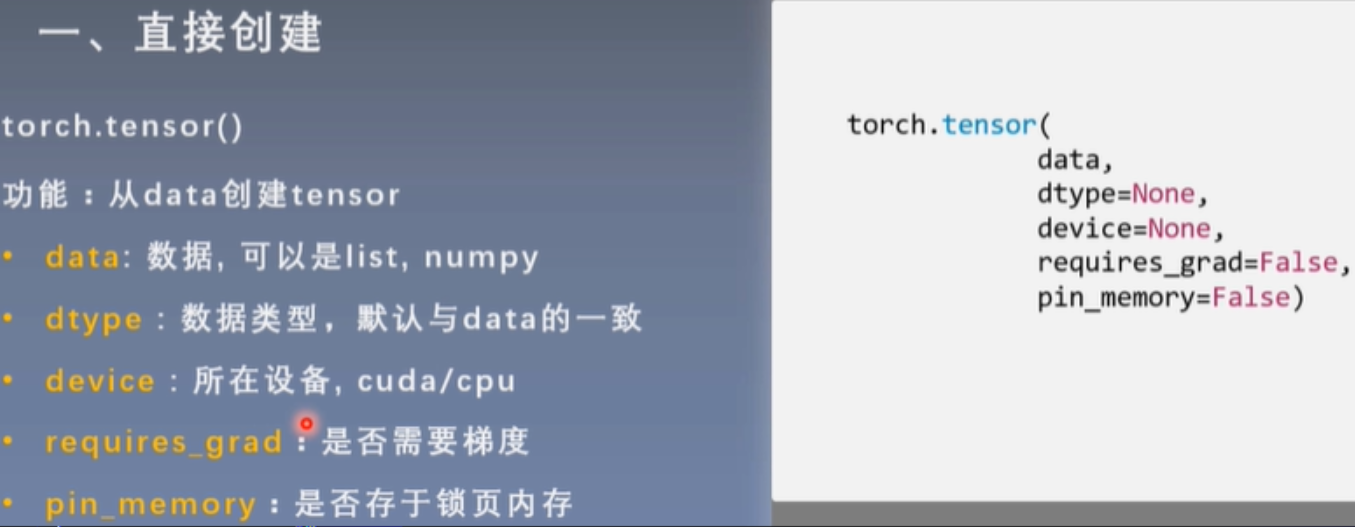 一、直接创建
torch.tensor()
功能：从data创建tensor
• data: 数据, 可以是list, numpy
• dtype : 数据类型，默认与data的一致
• device : 所在设备, cuda/cpu
• requires_grad：是否需要梯度
• pin_memory：是否存于锁页内存
torch.tensor(
data,
dtype=None,
device=None,
requires_grad=False,
pin_memory=False)